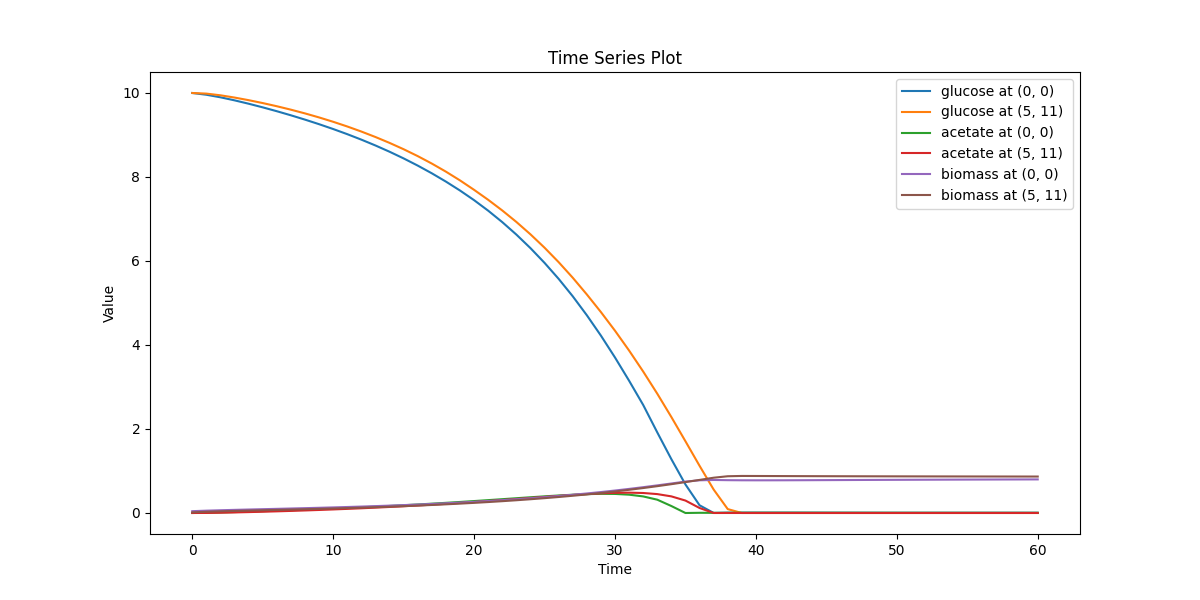 Time Series Plot
Value
10
8
6
4
2
0
glucose at (0, 0)
glucose at (5, 11)
acetate at (0, 0)
acetate at (5, 11)
biomass at (0, 0)
biomass at (5, 11)
0 10 20 30 40 50 60
Time